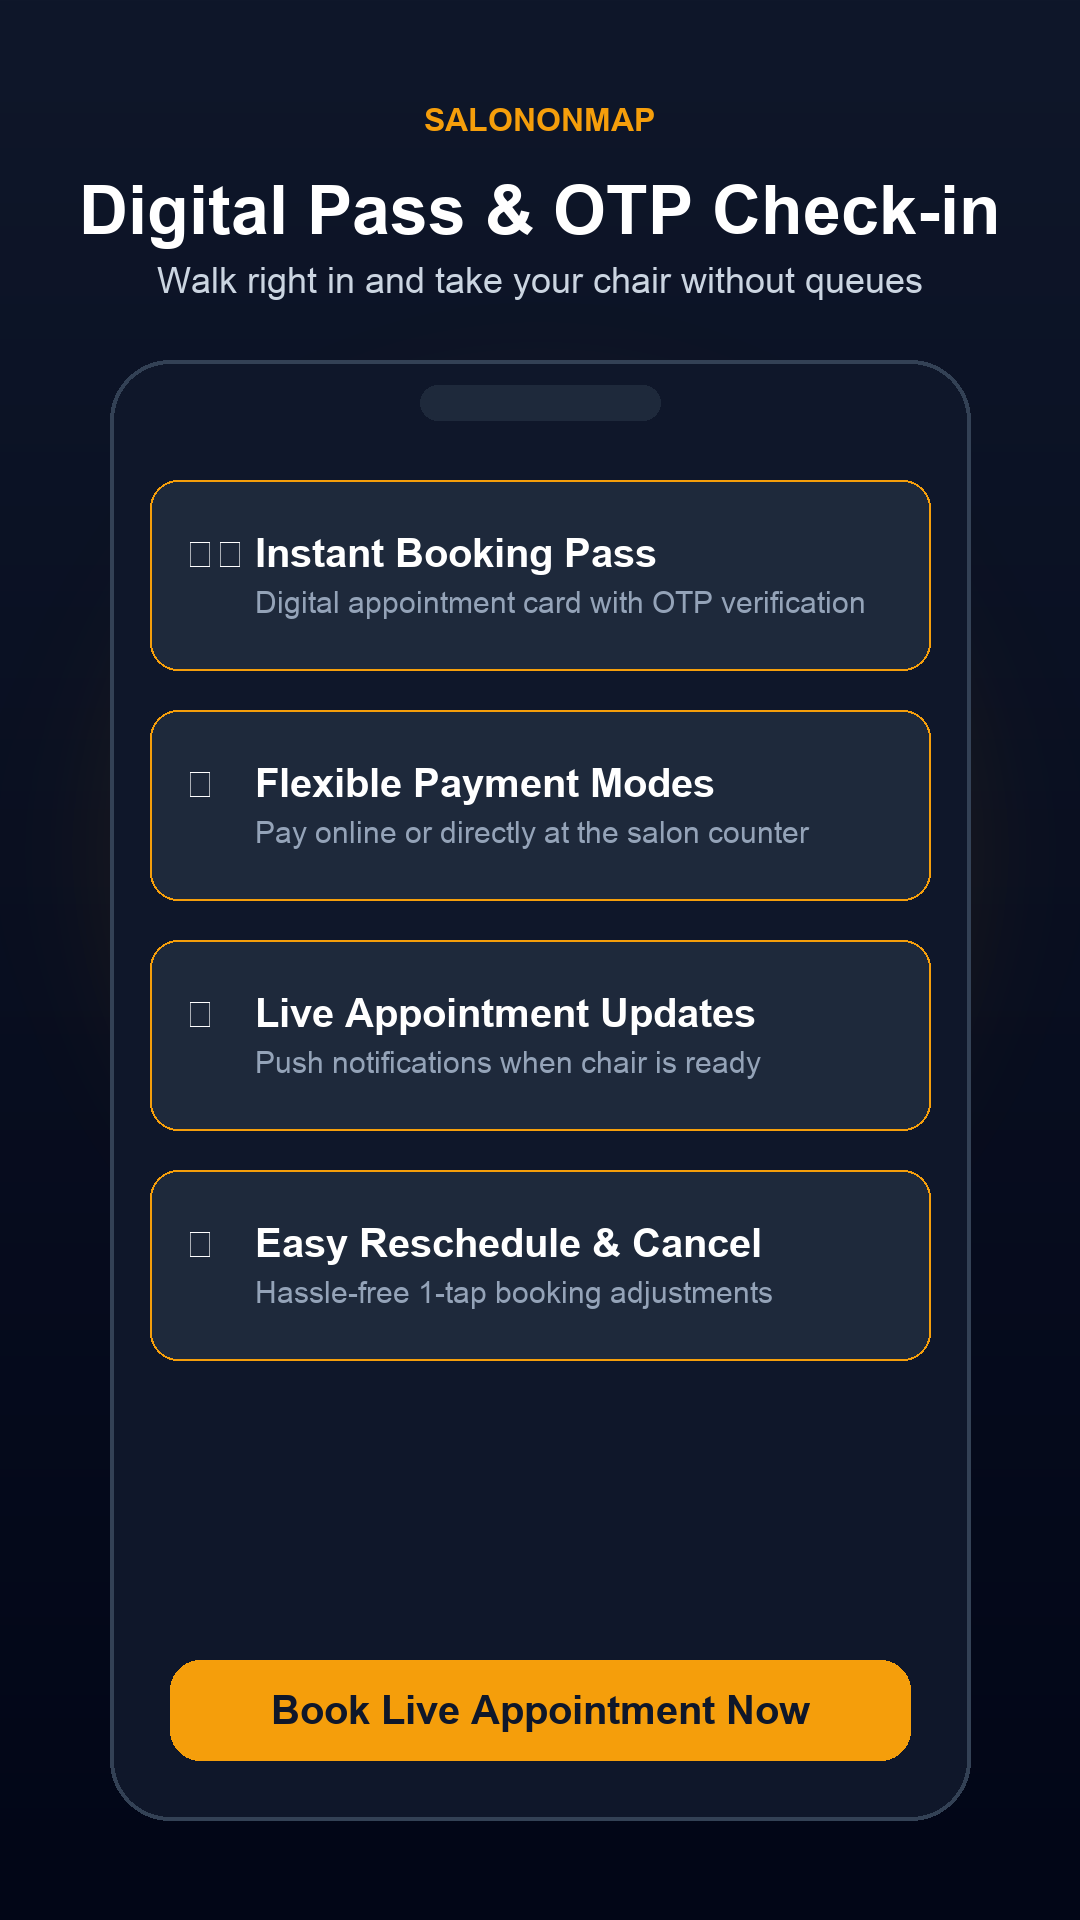 SALONONMAP
Digital Pass & OTP Check-in
Walk right in and take your chair without queues
Instant Booking Pass
Digital appointment card with OTP verification
Flexible Payment Modes
Pay online or directly at the salon counter
Live Appointment Updates
Push notifications when chair is ready
Easy Reschedule & Cancel
Hassle-free 1-tap booking adjustments
Book Live Appointment Now